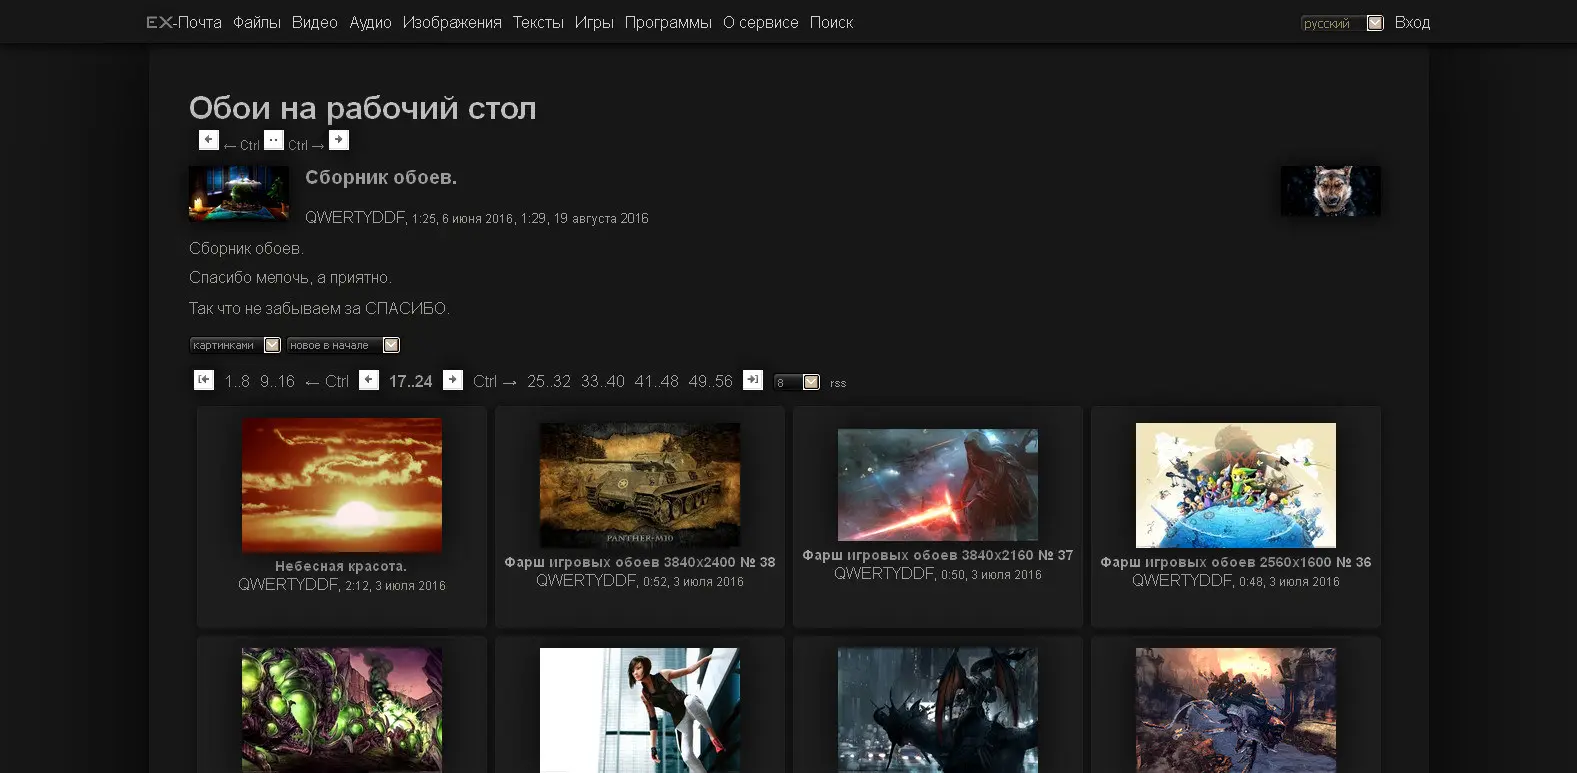 EX-Почта Файлы Видео Аудио Изображения Тексты Игры Программы О сервисе Поиск русский Вход
Обои на рабочий стол
← Ctrl •• Ctrl →
Сборник обоев.
QWERTYDDF, 1:25, 6 июня 2016, 1:29, 19 августа 2016
Сборник обоев.
Спасибо мелочь, а приятно.
Так что не забываем за СПАСИБО.
картинками новое в начале
1..8 9..16 ← Ctrl 17..24 Ctrl → 25..32 33..40 41..48 49..56 8 rss
PANTHER-M10
Небесная красота.
QWERTYDDF, 2:12, 3 июля 2016
Фарш игровых обоев 3840x2400 № 38
QWERTYDDF, 0:52, 3 июля 2016
Фарш игровых обоев 3840x2160 № 37
QWERTYDDF, 0:50, 3 июля 2016
Фарш игровых обоев 2560x1600 № 36
QWERTYDDF, 0:48, 3 июля 2016